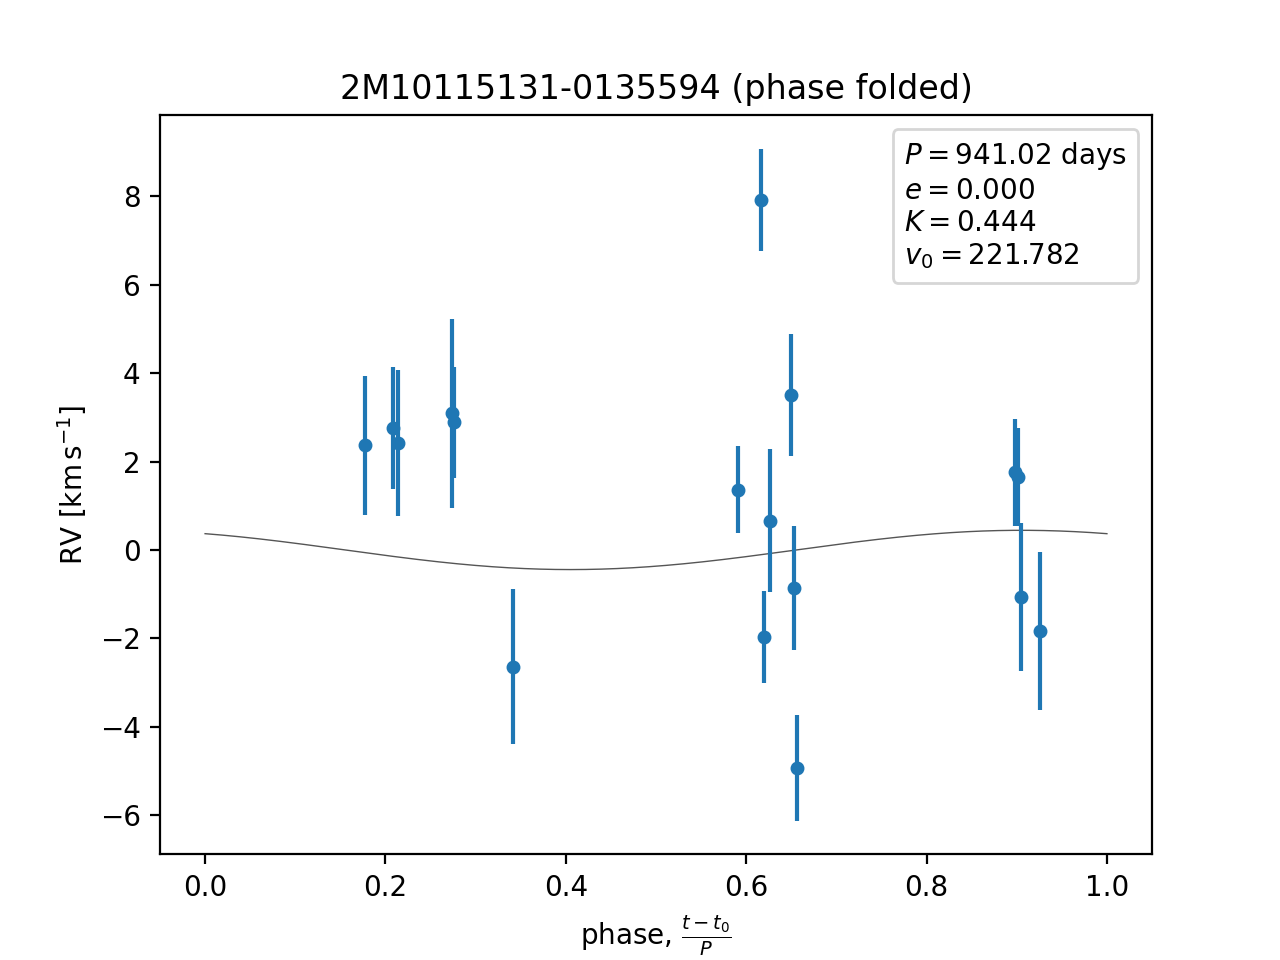 2M10115131-0135594 (phase folded)
P = 941.02 days
e = 0.000
K = 0.444
v₀ = 221.782
8
6
4
2
0
−2
−4
−6
RV [km s⁻¹]
0.0 0.2 0.4 0.6 0.8 1.0
phase, (t − t₀)/P